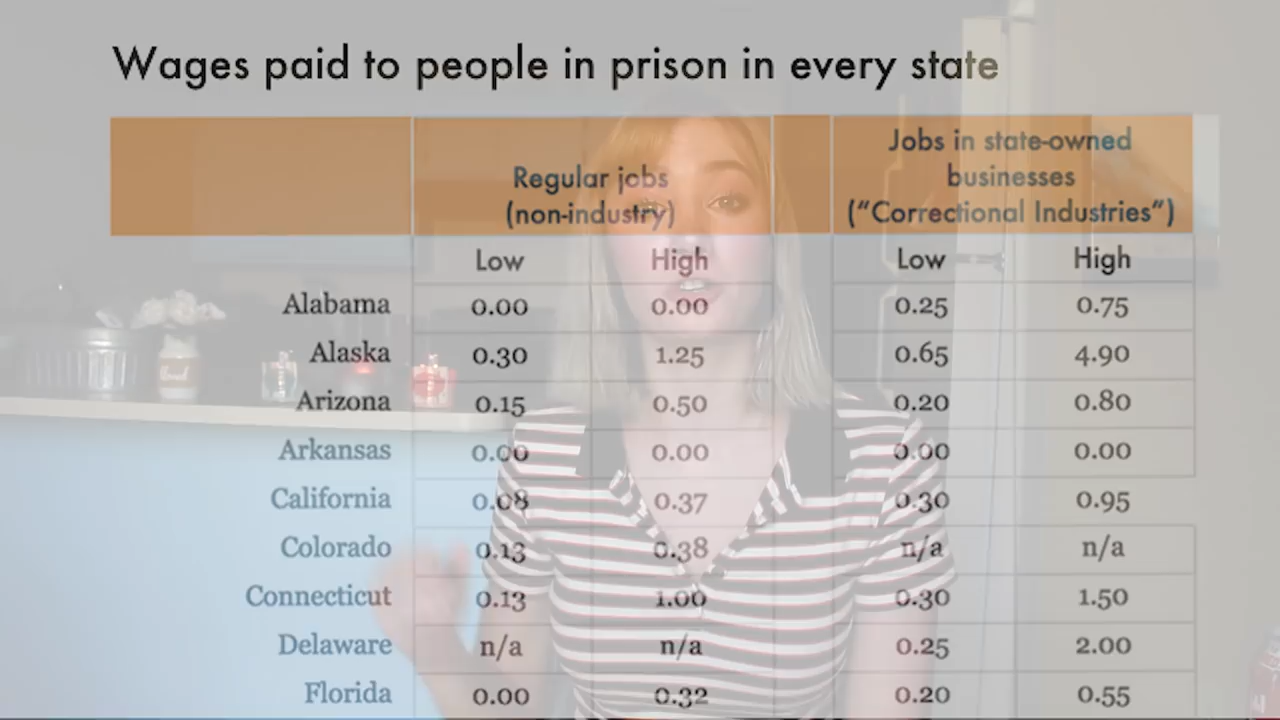 Wages paid to people in prison in every state
Regular jobs
(non-industry)
Jobs in state-owned
businesses
("Correctional Industries")
Low High Low High
Alabama 0.00 0.00 0.25 0.75
Alaska 0.30 1.25 0.65 4.90
Arizona 0.15 0.50 0.20 0.80
Arkansas 0.00 0.00 0.00 0.00
California 0.08 0.37 0.30 0.95
Colorado 0.13 0.38 n/a n/a
Connecticut 0.13 1.00 0.30 1.50
Delaware n/a n/a 0.25 2.00
Florida 0.00 0.32 0.20 0.55